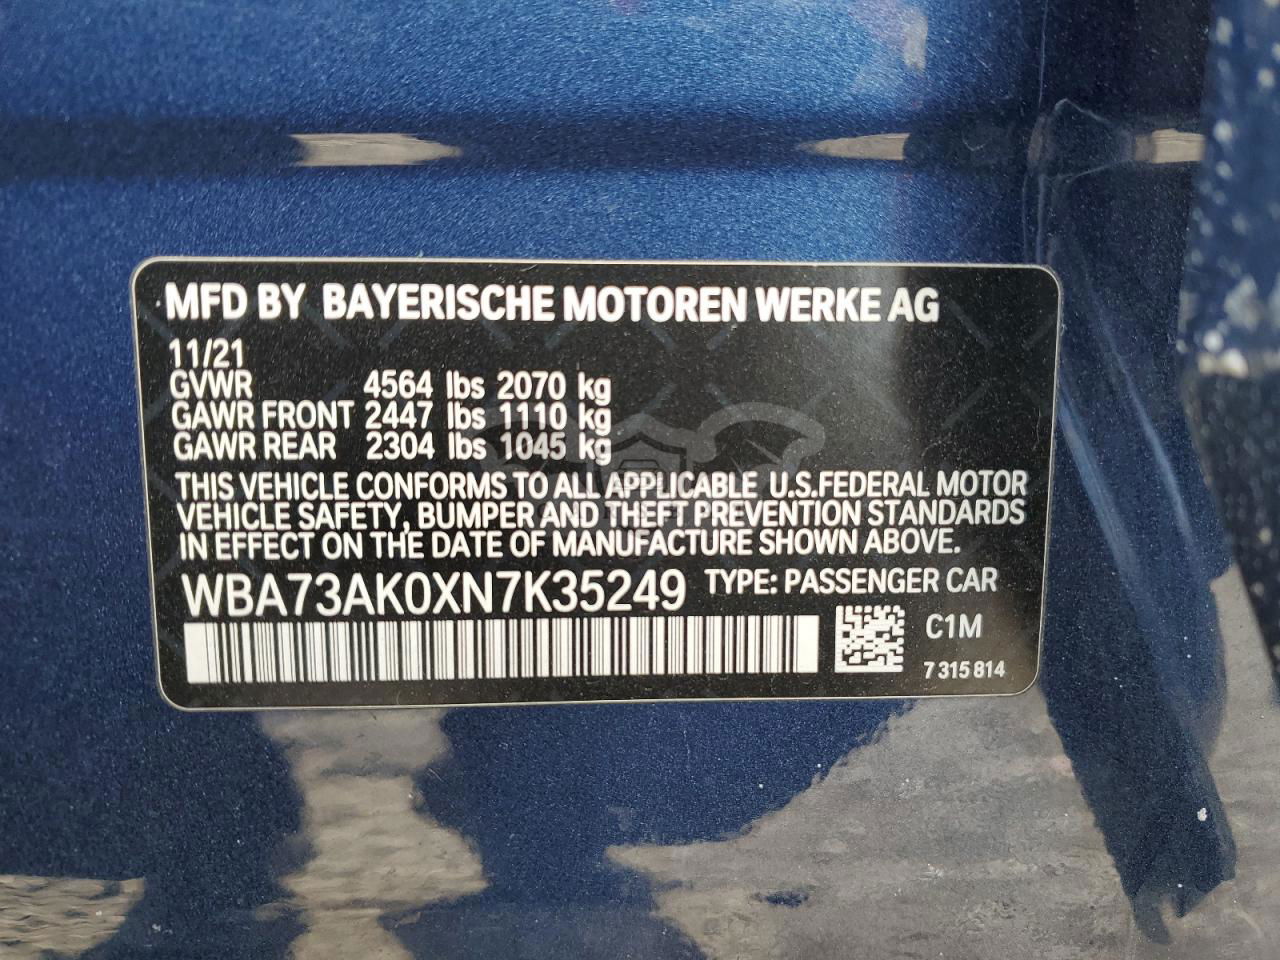 MFD BY BAYERISCHE MOTOREN WERKE AG
11/21
GVWR 4564 lbs 2070 kg
GAWR FRONT 2447 lbs 1110 kg
GAWR REAR 2304 lbs 1045 kg
THIS VEHICLE CONFORMS TO ALL APPLICABLE U.S.FEDERAL MOTOR
VEHICLE SAFETY, BUMPER AND THEFT PREVENTION STANDARDS
IN EFFECT ON THE DATE OF MANUFACTURE SHOWN ABOVE.
WBA73AK0XN7K35249 TYPE: PASSENGER CAR
C1M
7 315 814